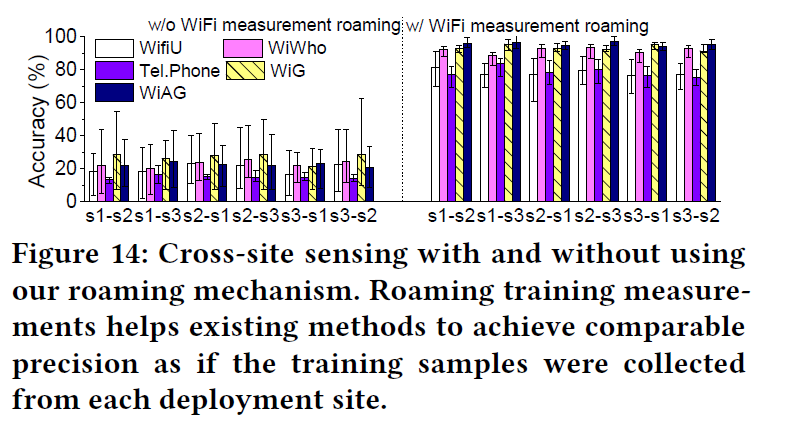 w/o WiFi measurement roaming w/ WiFi measurement roaming
100
80
60
40
20
0
Accuracy (%)
WifiU WiWho
Tel.Phone WiG
WiAG
s1-s2 s1-s3 s2-s1 s2-s3 s3-s1 s3-s2 s1-s2 s1-s3 s2-s1 s2-s3 s3-s1 s3-s2
Figure 14: Cross-site sensing with and without using
our roaming mechanism. Roaming training measure-
ments helps existing methods to achieve comparable
precision as if the training samples were collected
from each deployment site.